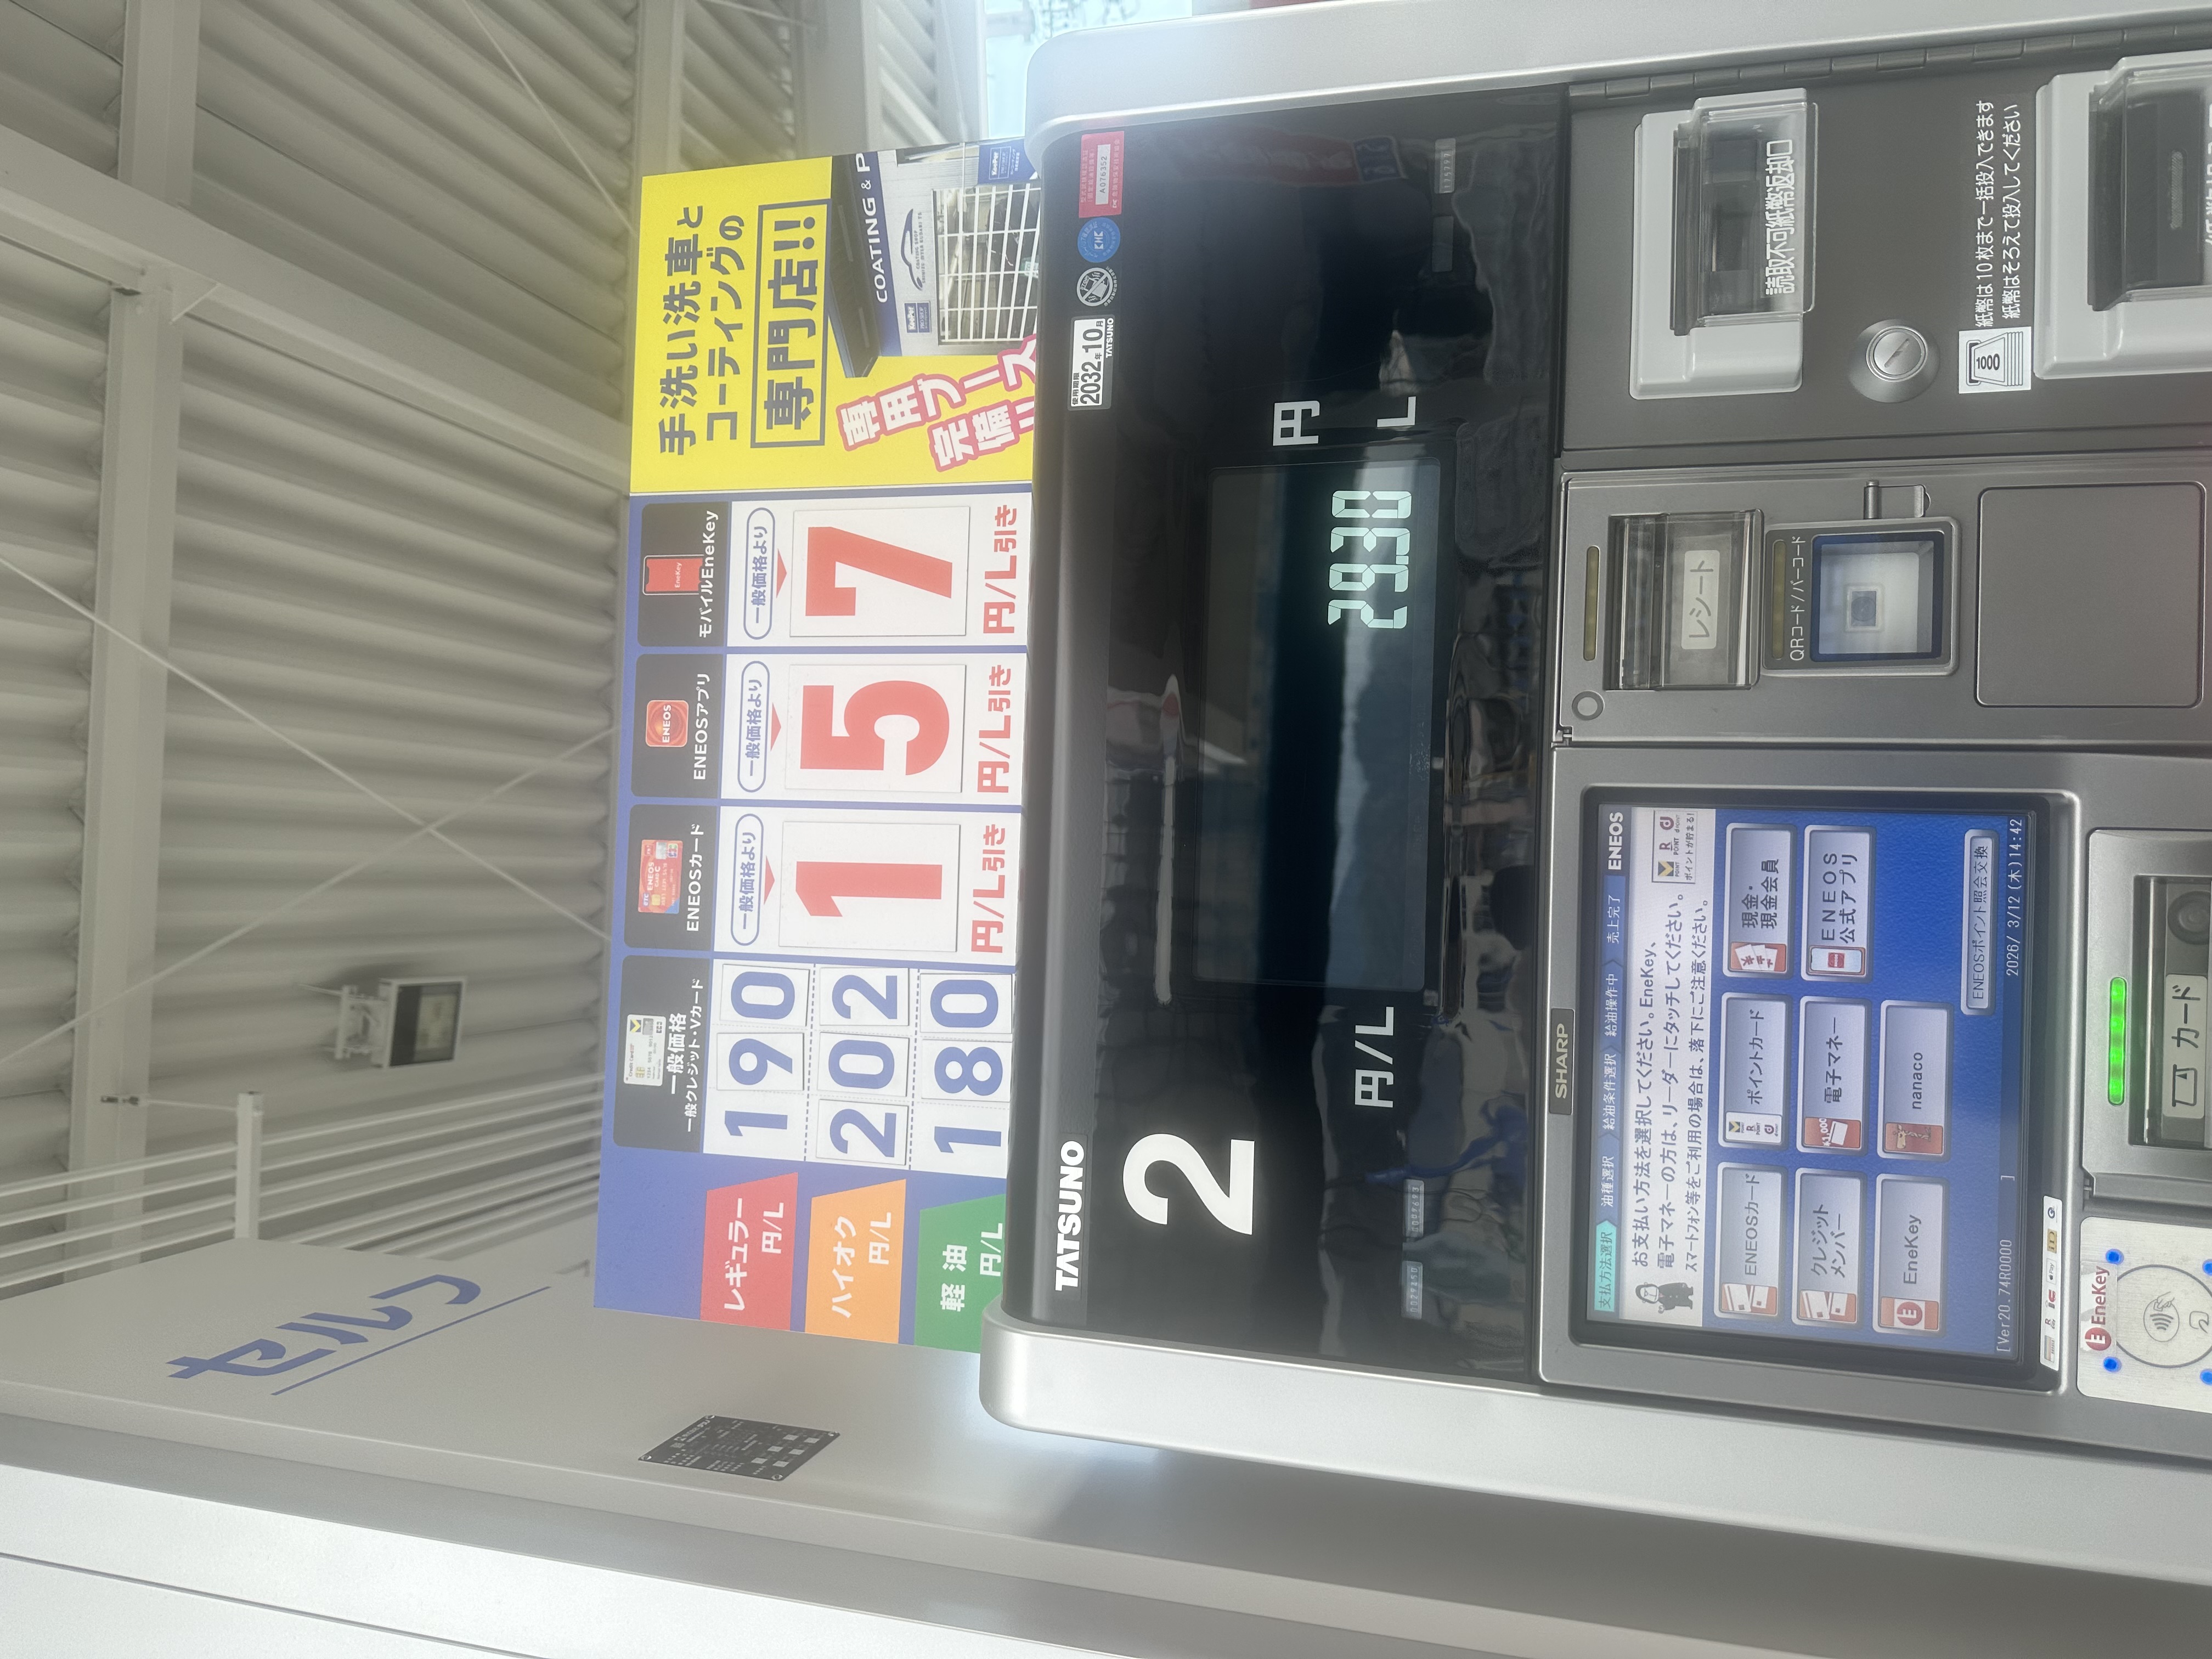 セルフ
一般価格
一般クレジット・Vカード
ENEOSカード
ENEOSアプリ
モバイルEneKey
EneKey
ENEOS
レギュラー
円/L
190
ハイオク
円/L
202
軽油
円/L
180
一般価格より
1
円/L引き
一般価格より
5
円/L引き
一般価格より
7
円/L引き
手洗い洗車と
コーティングの
専門店!!
専用ブース
完備!!
COATING & P
KeePer
TATSUNO
2032年10月
TATSUNO
A076352
2
円
29.30 L
円/L
SHARP
支払方法選択
油種選択
給油条件選択
給油操作中
売上完了
ENEOS
お支払い方法を選択してください。EneKey、
電子マネーの方は、リーダーにタッチしてください。
スマートフォン等をご利用の場合は、落下にご注意ください。
ポイントが貯まる!
ENEOSカード
ポイントカード
現金・
現金会員
クレジット
メンバー
電子マネー
ENEOS
公式アプリ
EneKey
nanaco
ENEOSポイント照会交換
[Ver20.74R0000 ]
2026/ 3/12(木)14:42
レシート
QRコード/バーコード
読取不可紙幣返却口
紙幣は10枚まで一括投入できます
紙幣はそろえて投入してください
EneKey
カード